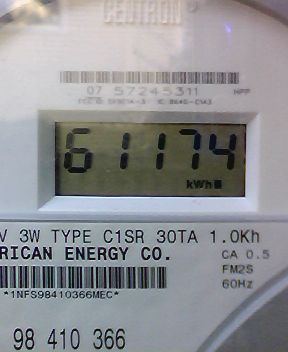 CENTRON
07 57245311
61174
kWh
V 3W TYPE C1SR 30TA 1.0Kh
RICAN ENERGY CO.
CA 0.5
FM2S
60Hz
*1NFS98410366MEC*
98 410 366